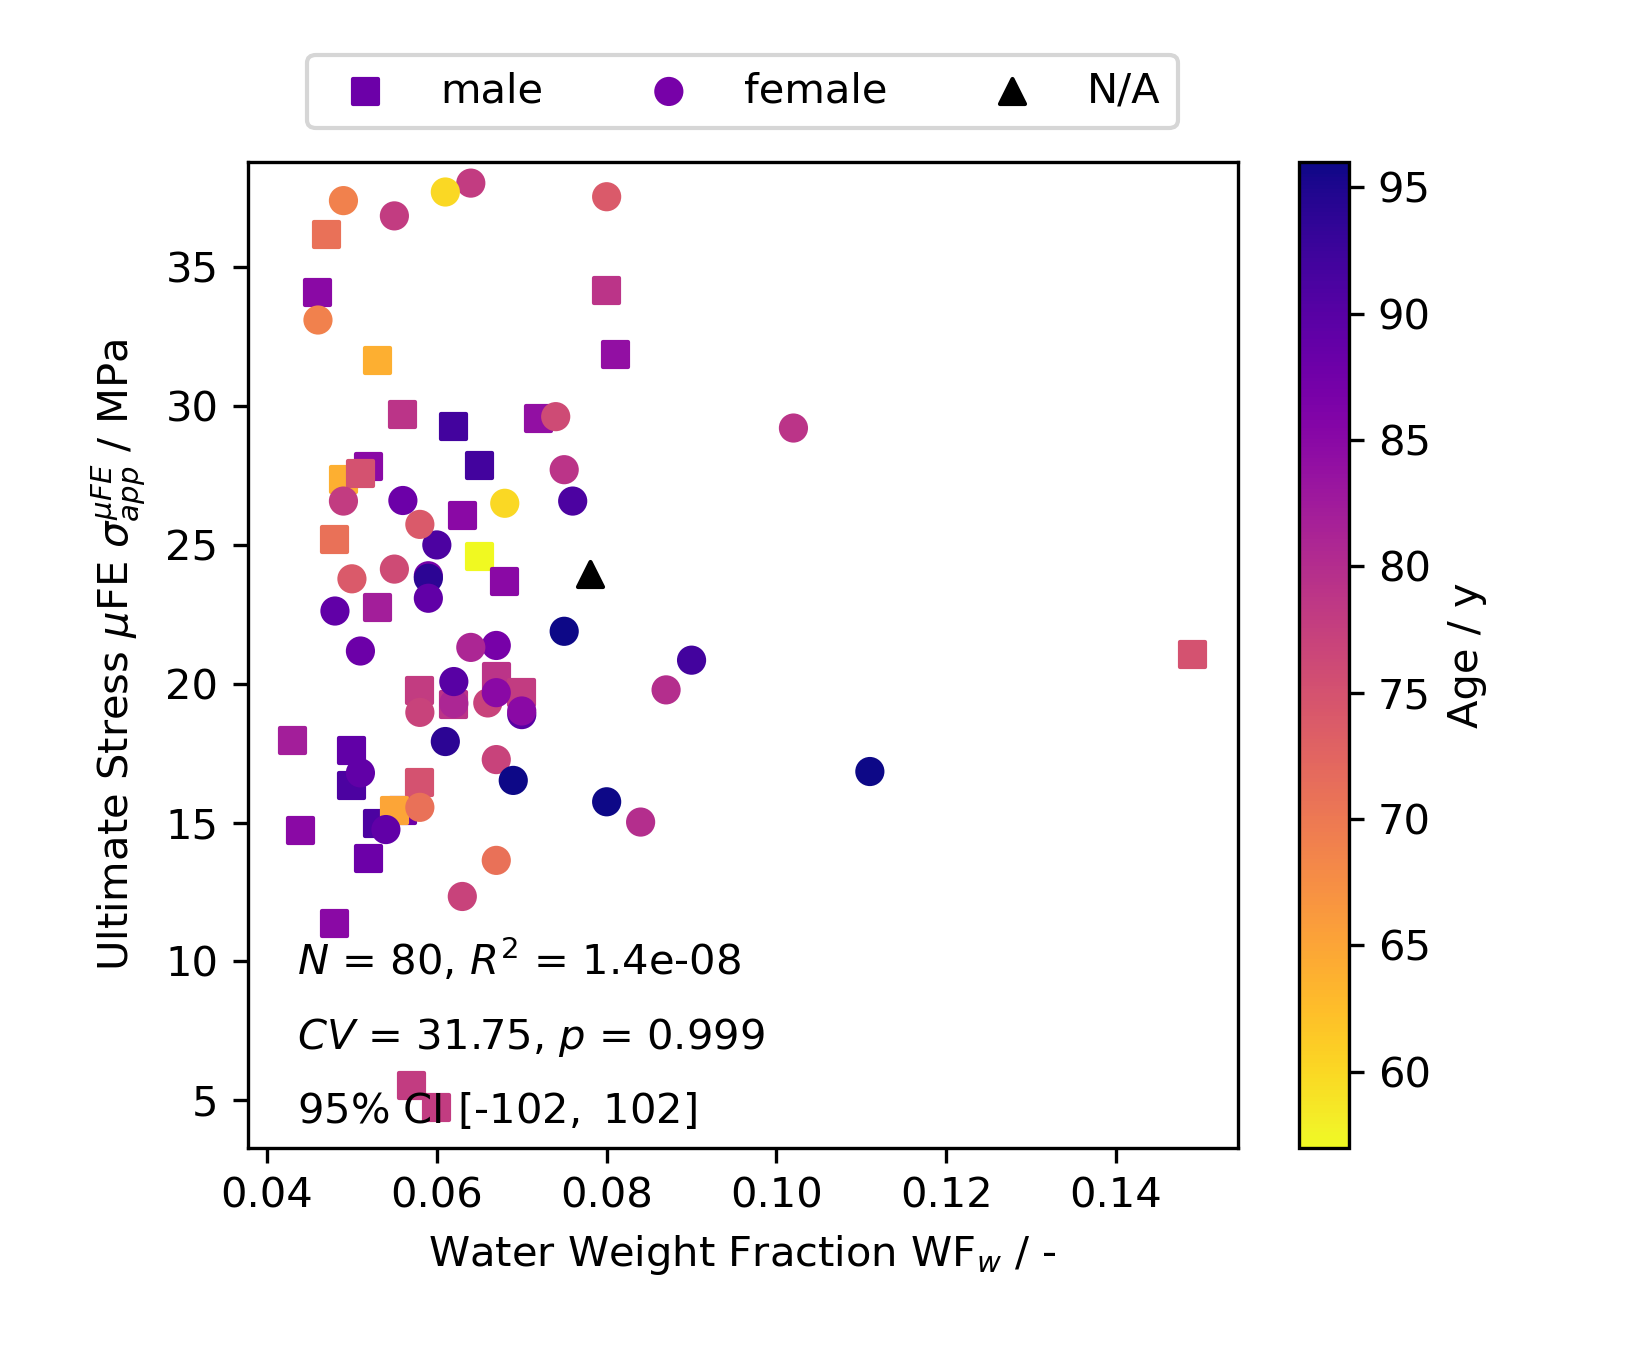 male female N/A
Ultimate Stress μFE σ_app^μFE / MPa
35
30
25
20
15
10
5
N = 80, R² = 1.4e-08
CV = 31.75, p = 0.999
95% CI [-102, 102]
0.04 0.06 0.08 0.10 0.12 0.14
Water Weight Fraction WF_w / -
95
90
85
80
75
70
65
60
Age / y